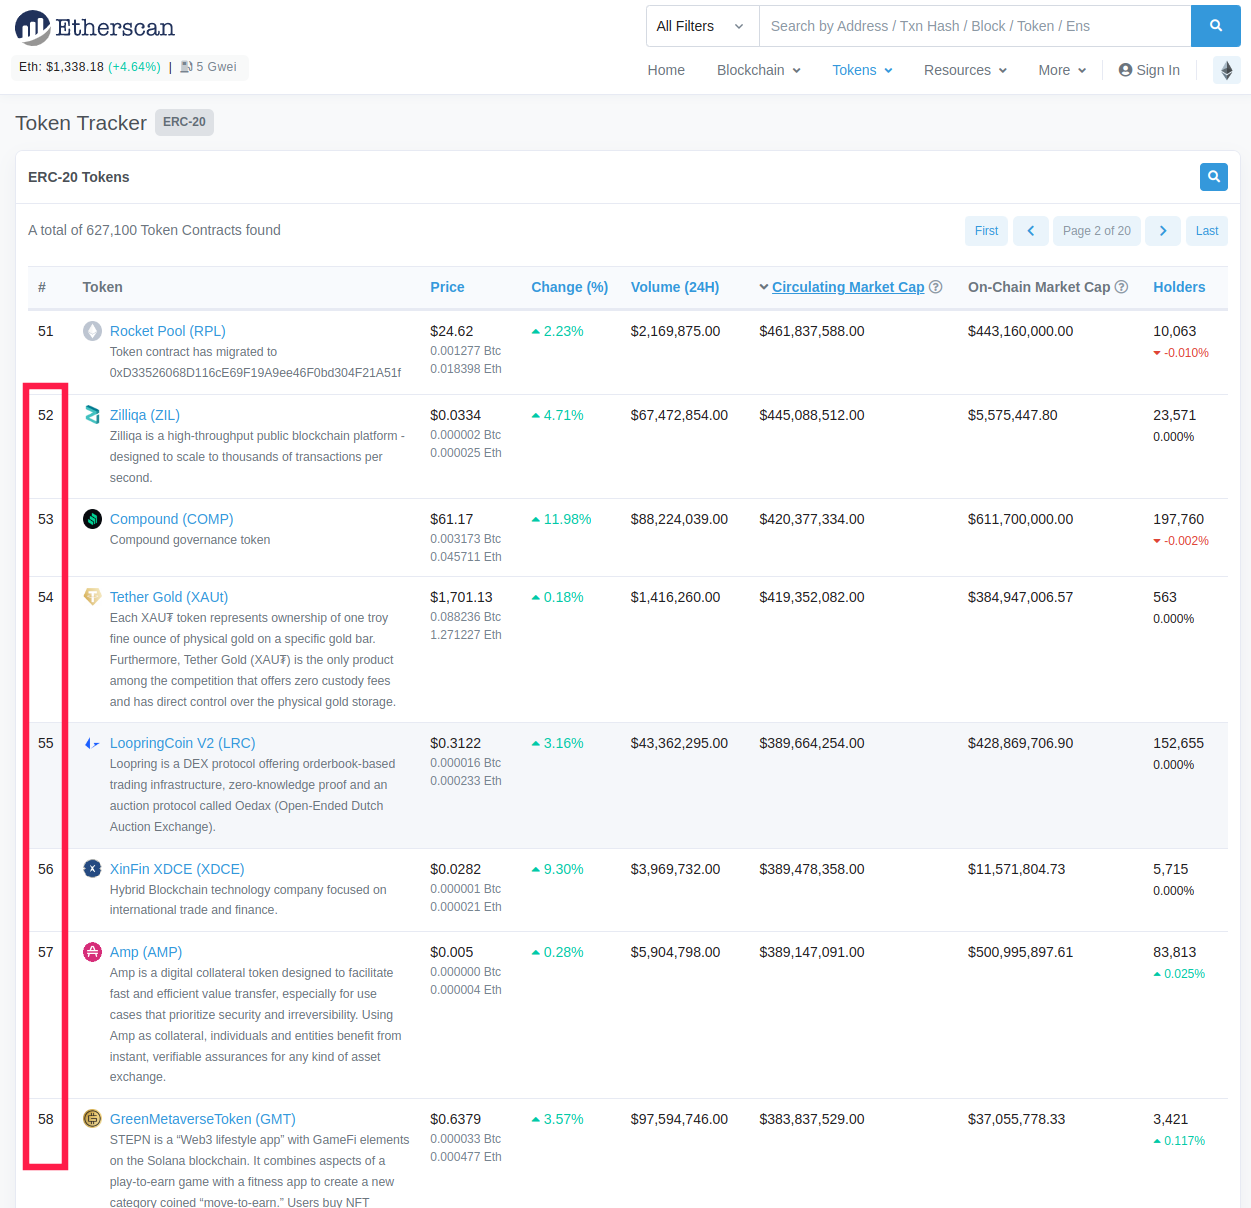 Etherscan
All Filters
Search by Address / Txn Hash / Block / Token / Ens
Eth: $1,338.18 (+4.64%) | 5 Gwei
Home Blockchain Tokens Resources More Sign In
Token Tracker ERC-20
ERC-20 Tokens
A total of 627,100 Token Contracts found
First Page 2 of 20 Last
# Token Price Change (%) Volume (24H) Circulating Market Cap On-Chain Market Cap Holders
51 Rocket Pool (RPL) $24.62 2.23% $2,169,875.00 $461,837,588.00 $443,160,000.00 10,063
Token contract has migrated to 0.001277 Btc -0.010%
0xD33526068D116cE69F19A9ee46F0bd304F21A51f 0.018398 Eth
52 Zilliqa (ZIL) $0.0334 4.71% $67,472,854.00 $445,088,512.00 $5,575,447.80 23,571
Zilliqa is a high-throughput public blockchain platform - 0.000002 Btc 0.000%
designed to scale to thousands of transactions per 0.000025 Eth
second.
53 Compound (COMP) $61.17 11.98% $88,224,039.00 $420,377,334.00 $611,700,000.00 197,760
Compound governance token 0.003173 Btc -0.002%
0.045711 Eth
54 Tether Gold (XAUt) $1,701.13 0.18% $1,416,260.00 $419,352,082.00 $384,947,006.57 563
Each XAU₮ token represents ownership of one troy 0.088236 Btc 0.000%
fine ounce of physical gold on a specific gold bar. 1.271227 Eth
Furthermore, Tether Gold (XAU₮) is the only product
among the competition that offers zero custody fees
and has direct control over the physical gold storage.
55 LoopringCoin V2 (LRC) $0.3122 3.16% $43,362,295.00 $389,664,254.00 $428,869,706.90 152,655
Loopring is a DEX protocol offering orderbook-based 0.000016 Btc 0.000%
trading infrastructure, zero-knowledge proof and an 0.000233 Eth
auction protocol called Oedax (Open-Ended Dutch
Auction Exchange).
56 XinFin XDCE (XDCE) $0.0282 9.30% $3,969,732.00 $389,478,358.00 $11,571,804.73 5,715
Hybrid Blockchain technology company focused on 0.000001 Btc 0.000%
international trade and finance. 0.000021 Eth
57 Amp (AMP) $0.005 0.28% $5,904,798.00 $389,147,091.00 $500,995,897.61 83,813
Amp is a digital collateral token designed to facilitate 0.000000 Btc 0.025%
fast and efficient value transfer, especially for use 0.000004 Eth
cases that prioritize security and irreversibility. Using
Amp as collateral, individuals and entities benefit from
instant, verifiable assurances for any kind of asset
exchange.
58 GreenMetaverseToken (GMT) $0.6379 3.57% $97,594,746.00 $383,837,529.00 $37,055,778.33 3,421
STEPN is a “Web3 lifestyle app” with GameFi elements 0.000033 Btc 0.117%
on the Solana blockchain. It combines aspects of a 0.000477 Eth
play-to-earn game with a fitness app to create a new
category coined “move-to-earn.” Users buy NFT